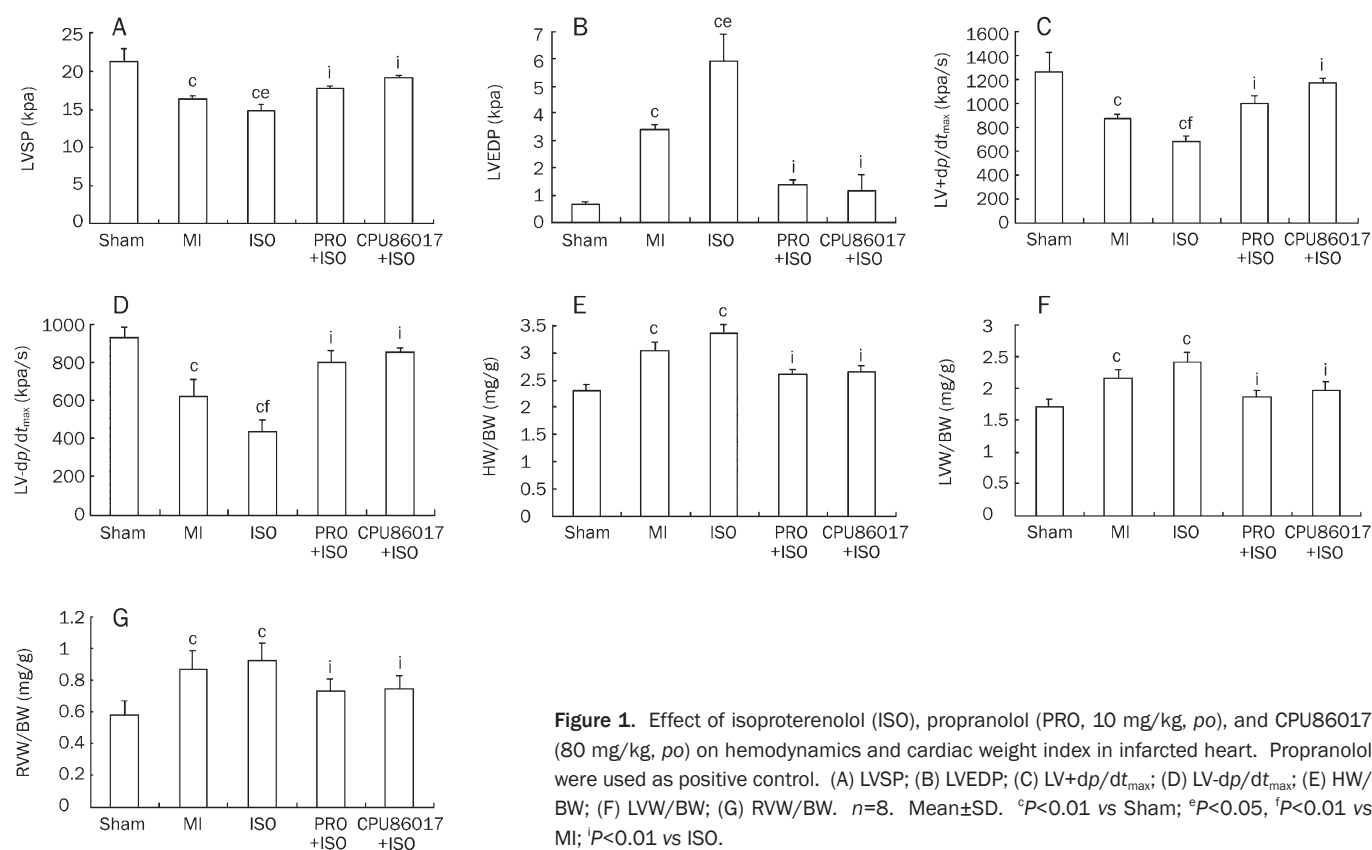 A
LVSP (kpa)
25
20
15
10
5
0
c
ce
i
i
Sham MI ISO PRO CPU86017
+ISO +ISO
B
LVEDP (kpa)
7
6
5
4
3
2
1
0
c
ce
i
i
Sham MI ISO PRO CPU86017
+ISO +ISO
C
LV+dp/dtmax (kpa/s)
1600
1400
1200
1000
800
600
400
200
0
c
cf
i
i
Sham MI ISO PRO CPU86017
+ISO +ISO
D
LV-dp/dtmax (kpa/s)
1000
800
600
400
200
0
c
cf
i
i
Sham MI ISO PRO CPU86017
+ISO +ISO
E
HW/BW (mg/g)
3.5
3
2.5
2
1.5
1
0.5
0
c
c
i
i
Sham MI ISO PRO CPU86017
+ISO +ISO
F
LVW/BW (mg/g)
3
2.5
2
1.5
1
0.5
0
c
c
i
i
Sham MI ISO PRO CPU86017
+ISO +ISO
G
RVW/BW (mg/g)
1.2
1
0.8
0.6
0.4
0.2
0
c
c
i
i
Sham MI ISO PRO CPU86017
+ISO +ISO
Figure 1. Effect of isoproterenolol (ISO), propranolol (PRO, 10 mg/kg, po), and CPU86017
(80 mg/kg, po) on hemodynamics and cardiac weight index in infarcted heart. Propranolol
were used as positive control. (A) LVSP; (B) LVEDP; (C) LV+dp/dtmax; (D) LV-dp/dtmax; (E) HW/
BW; (F) LVW/BW; (G) RVW/BW. n=8. Mean±SD. cP<0.01 vs Sham; eP<0.05, fP<0.01 vs
MI; iP<0.01 vs ISO.